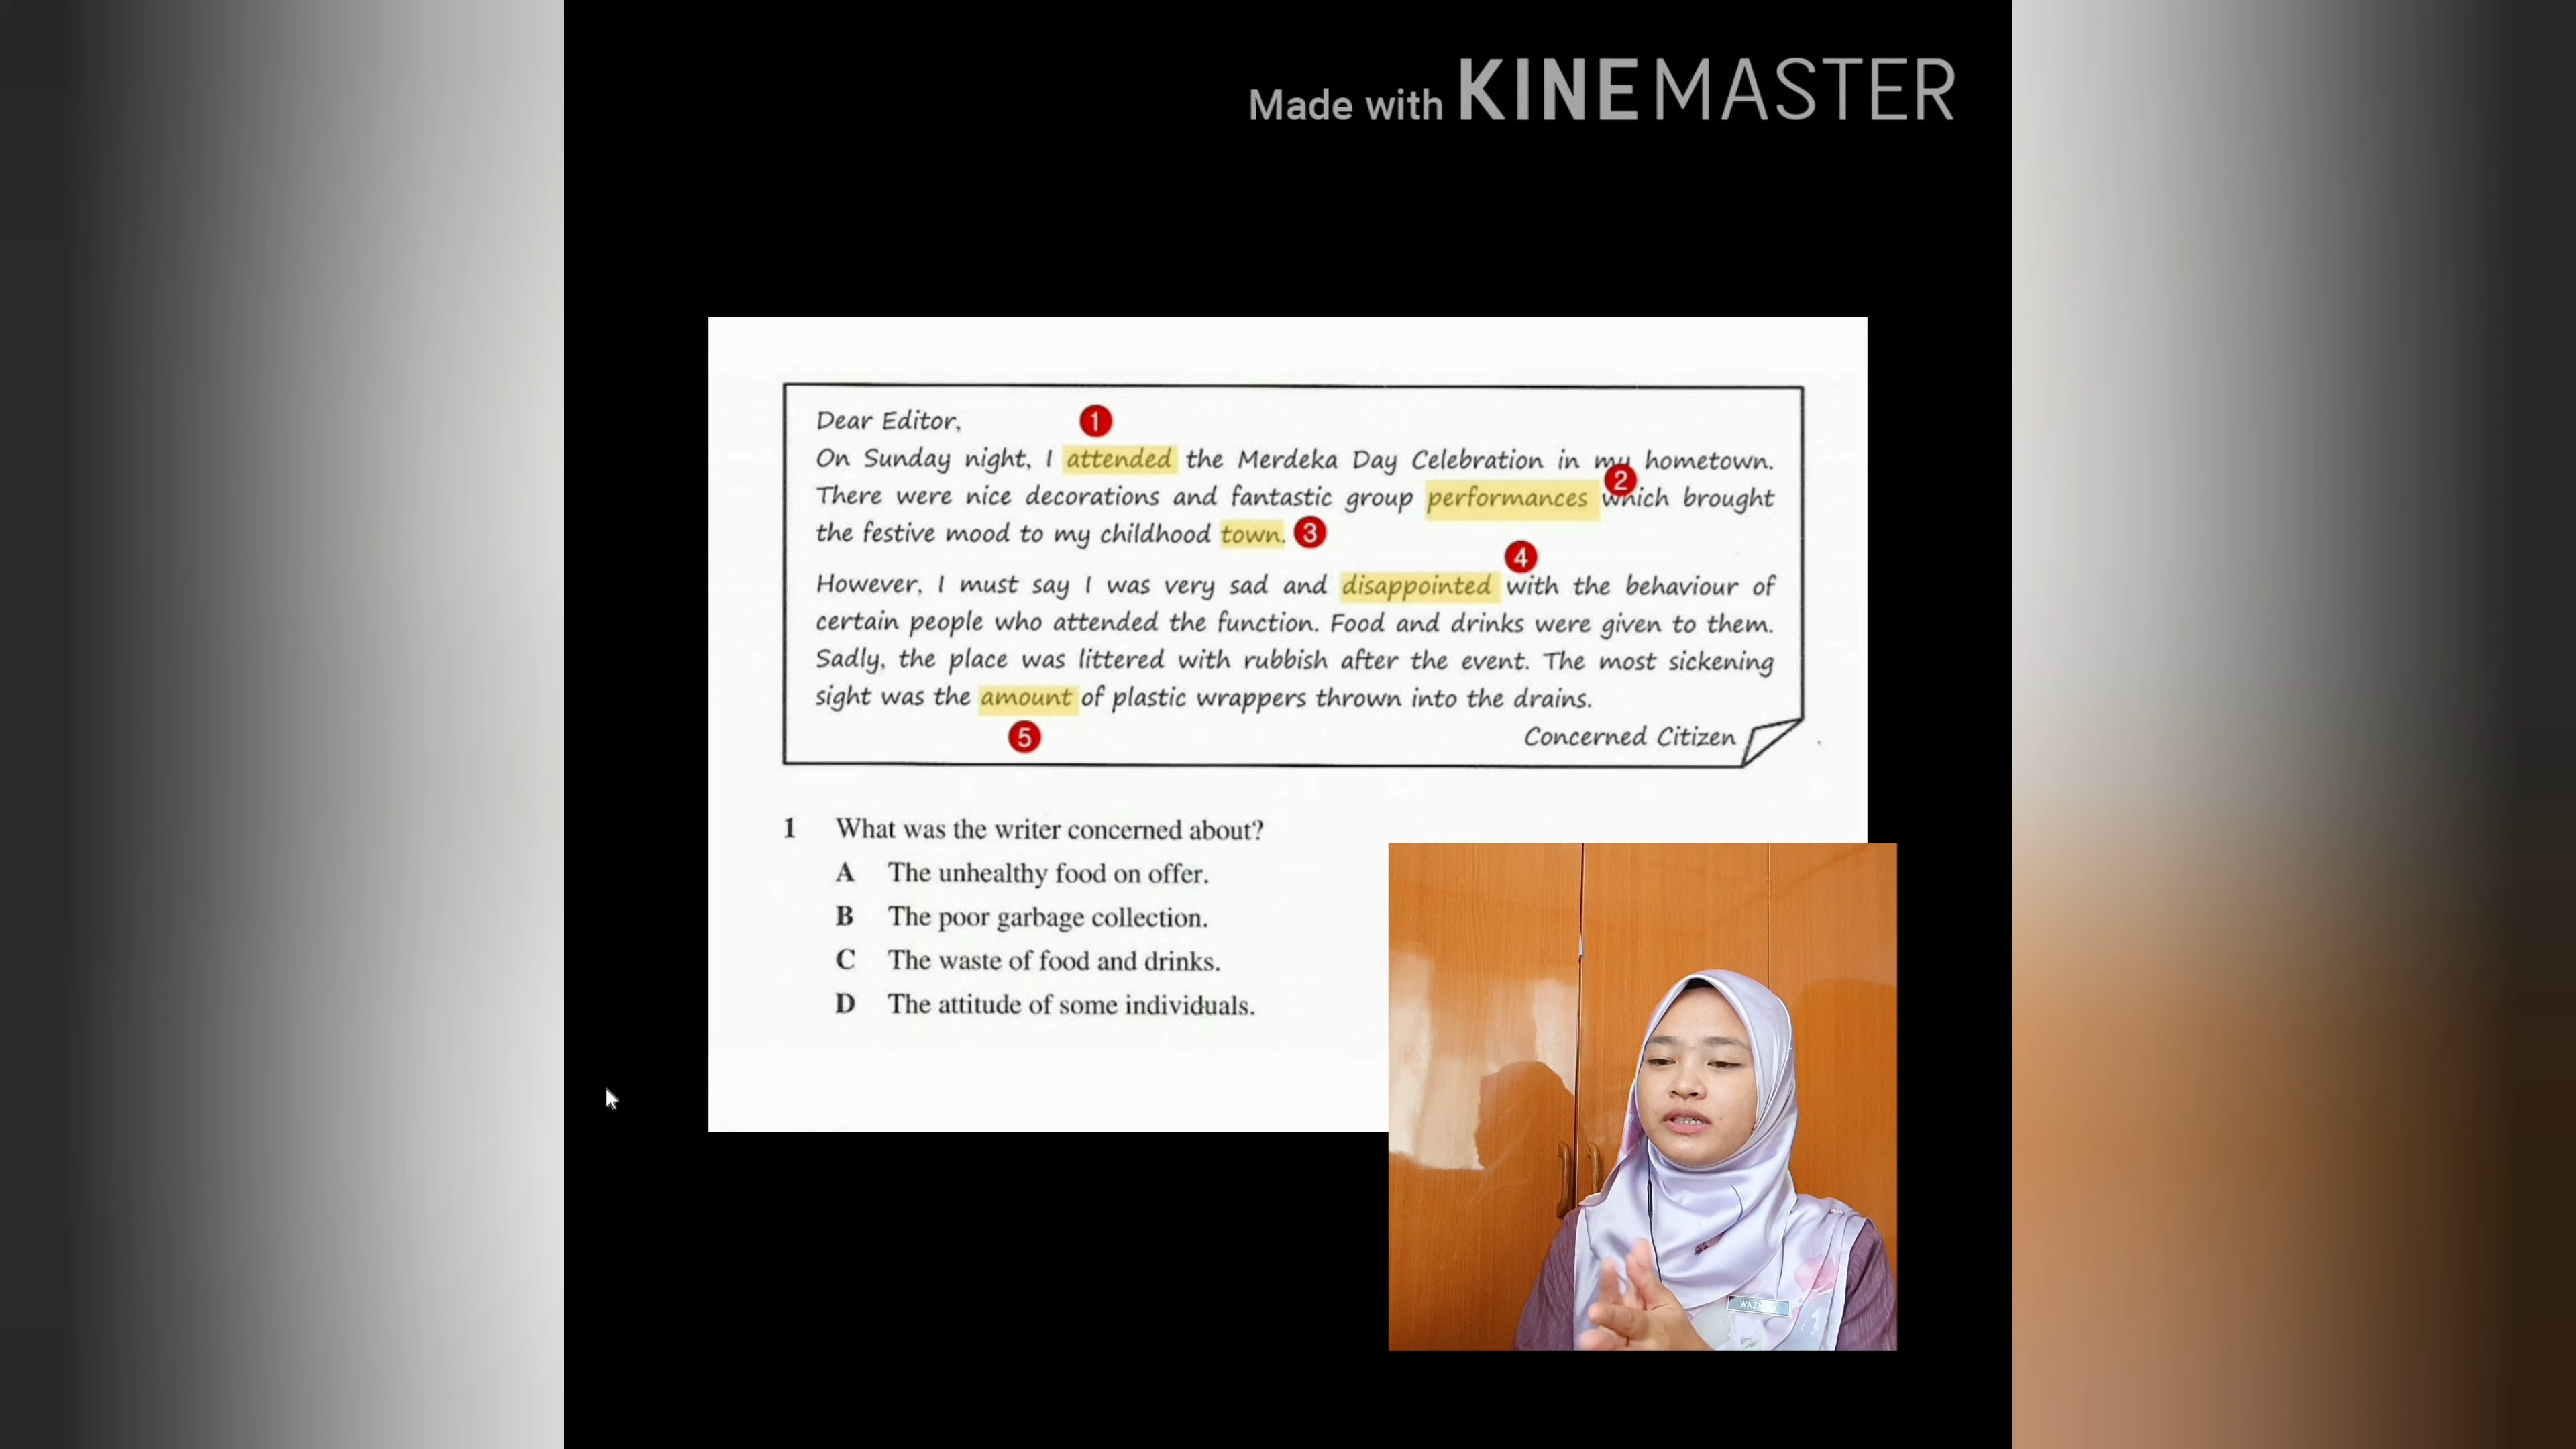 Made with KINEMASTER
Dear Editor, 1
On Sunday night, I attended the Merdeka Day Celebration in my hometown.
2
There were nice decorations and fantastic group performances which brought
the festive mood to my childhood town. 3
4
However, I must say I was very sad and disappointed with the behaviour of
certain people who attended the function. Food and drinks were given to them.
Sadly, the place was littered with rubbish after the event. The most sickening
sight was the amount of plastic wrappers thrown into the drains.
5 Concerned Citizen
1 What was the writer concerned about?
A The unhealthy food on offer.
B The poor garbage collection.
C The waste of food and drinks.
D The attitude of some individuals.